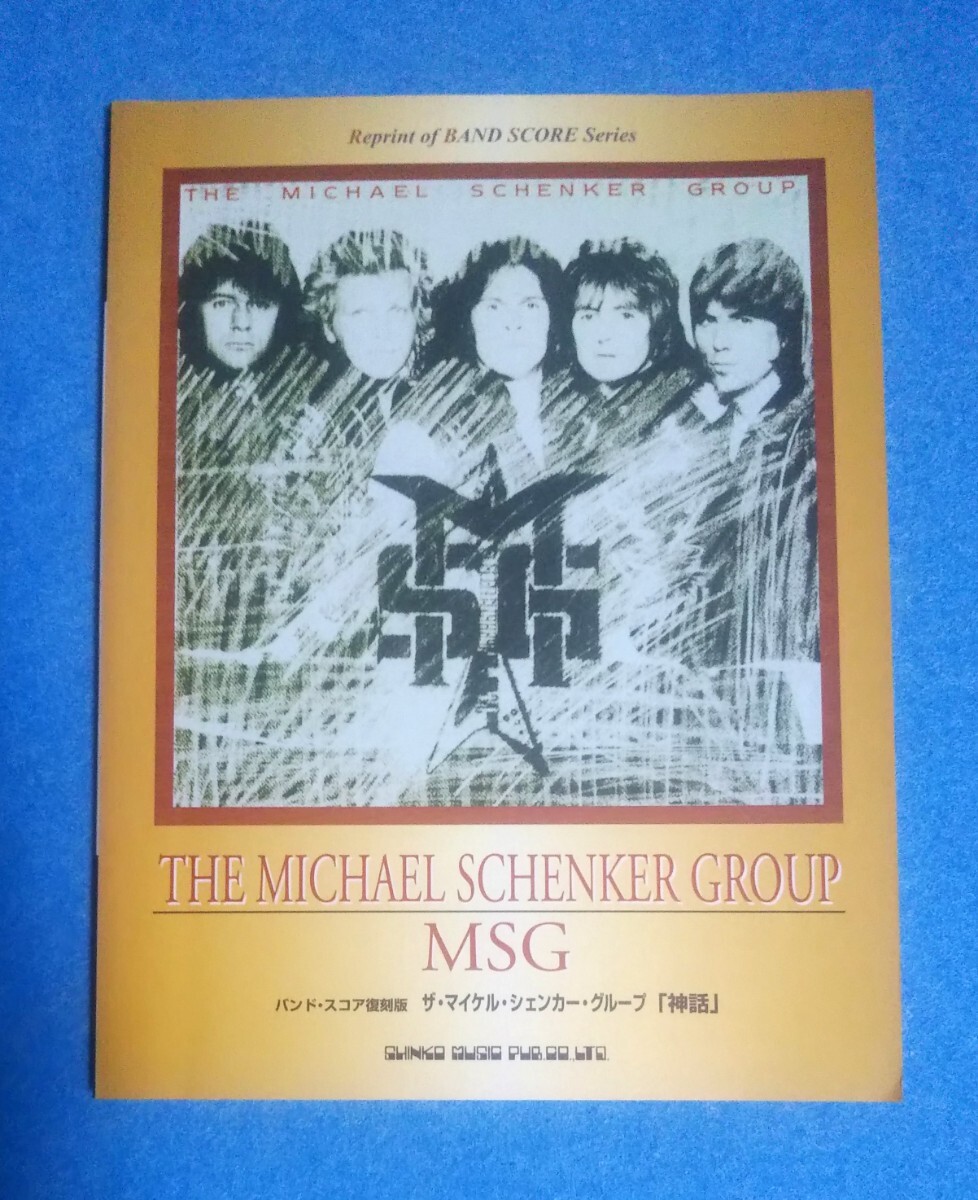 Reprint of BAND SCORE Series
THE MICHAEL SCHENKER GROUP
MSG
THE MICHAEL SCHENKER GROUP
MSG
バンド・スコア復刻版 ザ・マイケル・シェンカー・グループ「神話」
SHINKO MUSIC PUB.CO.,LTD.